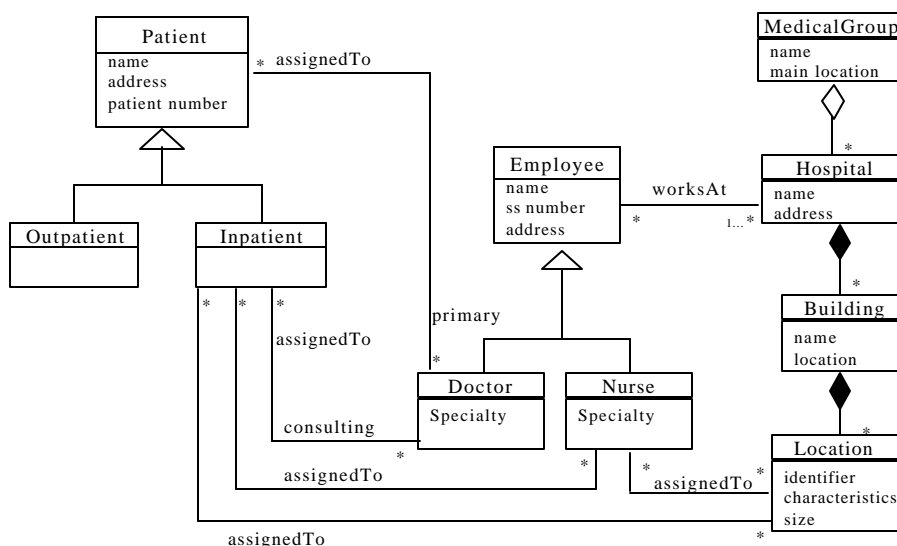 Patient
name
address
patient number
* assignedTo
MedicalGroup
name
main location
*
Employee
name
ss number
address
worksAt
*
1... *
Hospital
name
address
*
Outpatient
Inpatient
* * *
assignedTo
primary
*
Building
name
location
*
Doctor
Specialty
Nurse
Specialty
consulting
*
assignedTo
*
*
assignedTo
*
Location
identifier
characteristics
size
*
assignedTo